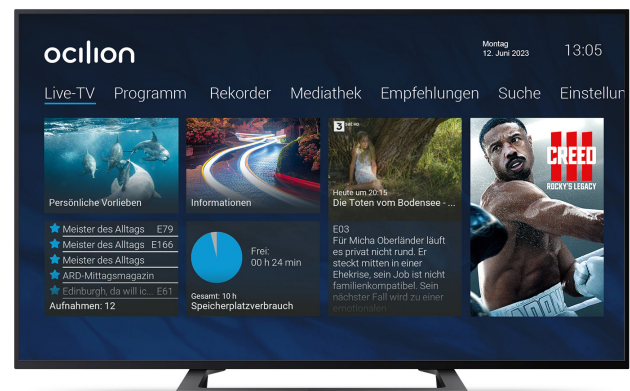 ocilion
Montag
12. Juni 2023
13:05
Live-TV Programm Rekorder Mediathek Empfehlungen Suche Einstellun
Persönliche Vorlieben
Informationen
3 sat HD
Heute um 20:15
Die Toten vom Bodensee - ...
CREED
III
ROCKY'S LEGACY
Meister des Alltags E79
Meister des Alltags E166
Meister des Alltags
ARD-Mittagsmagazin
Edinburgh, da will ic... E61
Aufnahmen: 12
Frei:
00 h 24 min
Gesamt: 10 h
Speicherplatzverbrauch
E03
Für Micha Oberländer läuft
es privat nicht rund. Er
steckt mitten in einer
Ehekrise, sein Job ist nicht
familienkompatibel. Sein
nächster Fall wird zu einer
emotionalen